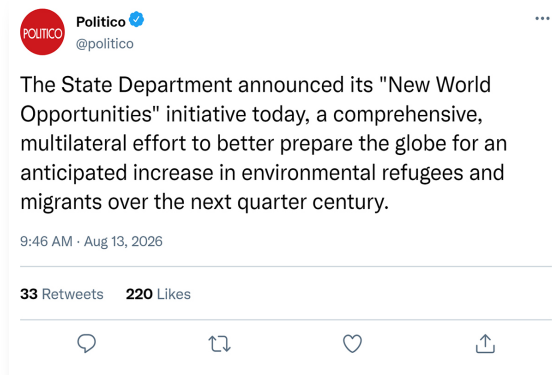 POLITICO
Politico
@politico
The State Department announced its "New World
Opportunities" initiative today, a comprehensive,
multilateral effort to better prepare the globe for an
anticipated increase in environmental refugees and
migrants over the next quarter century.
9:46 AM · Aug 13, 2026
33 Retweets 220 Likes